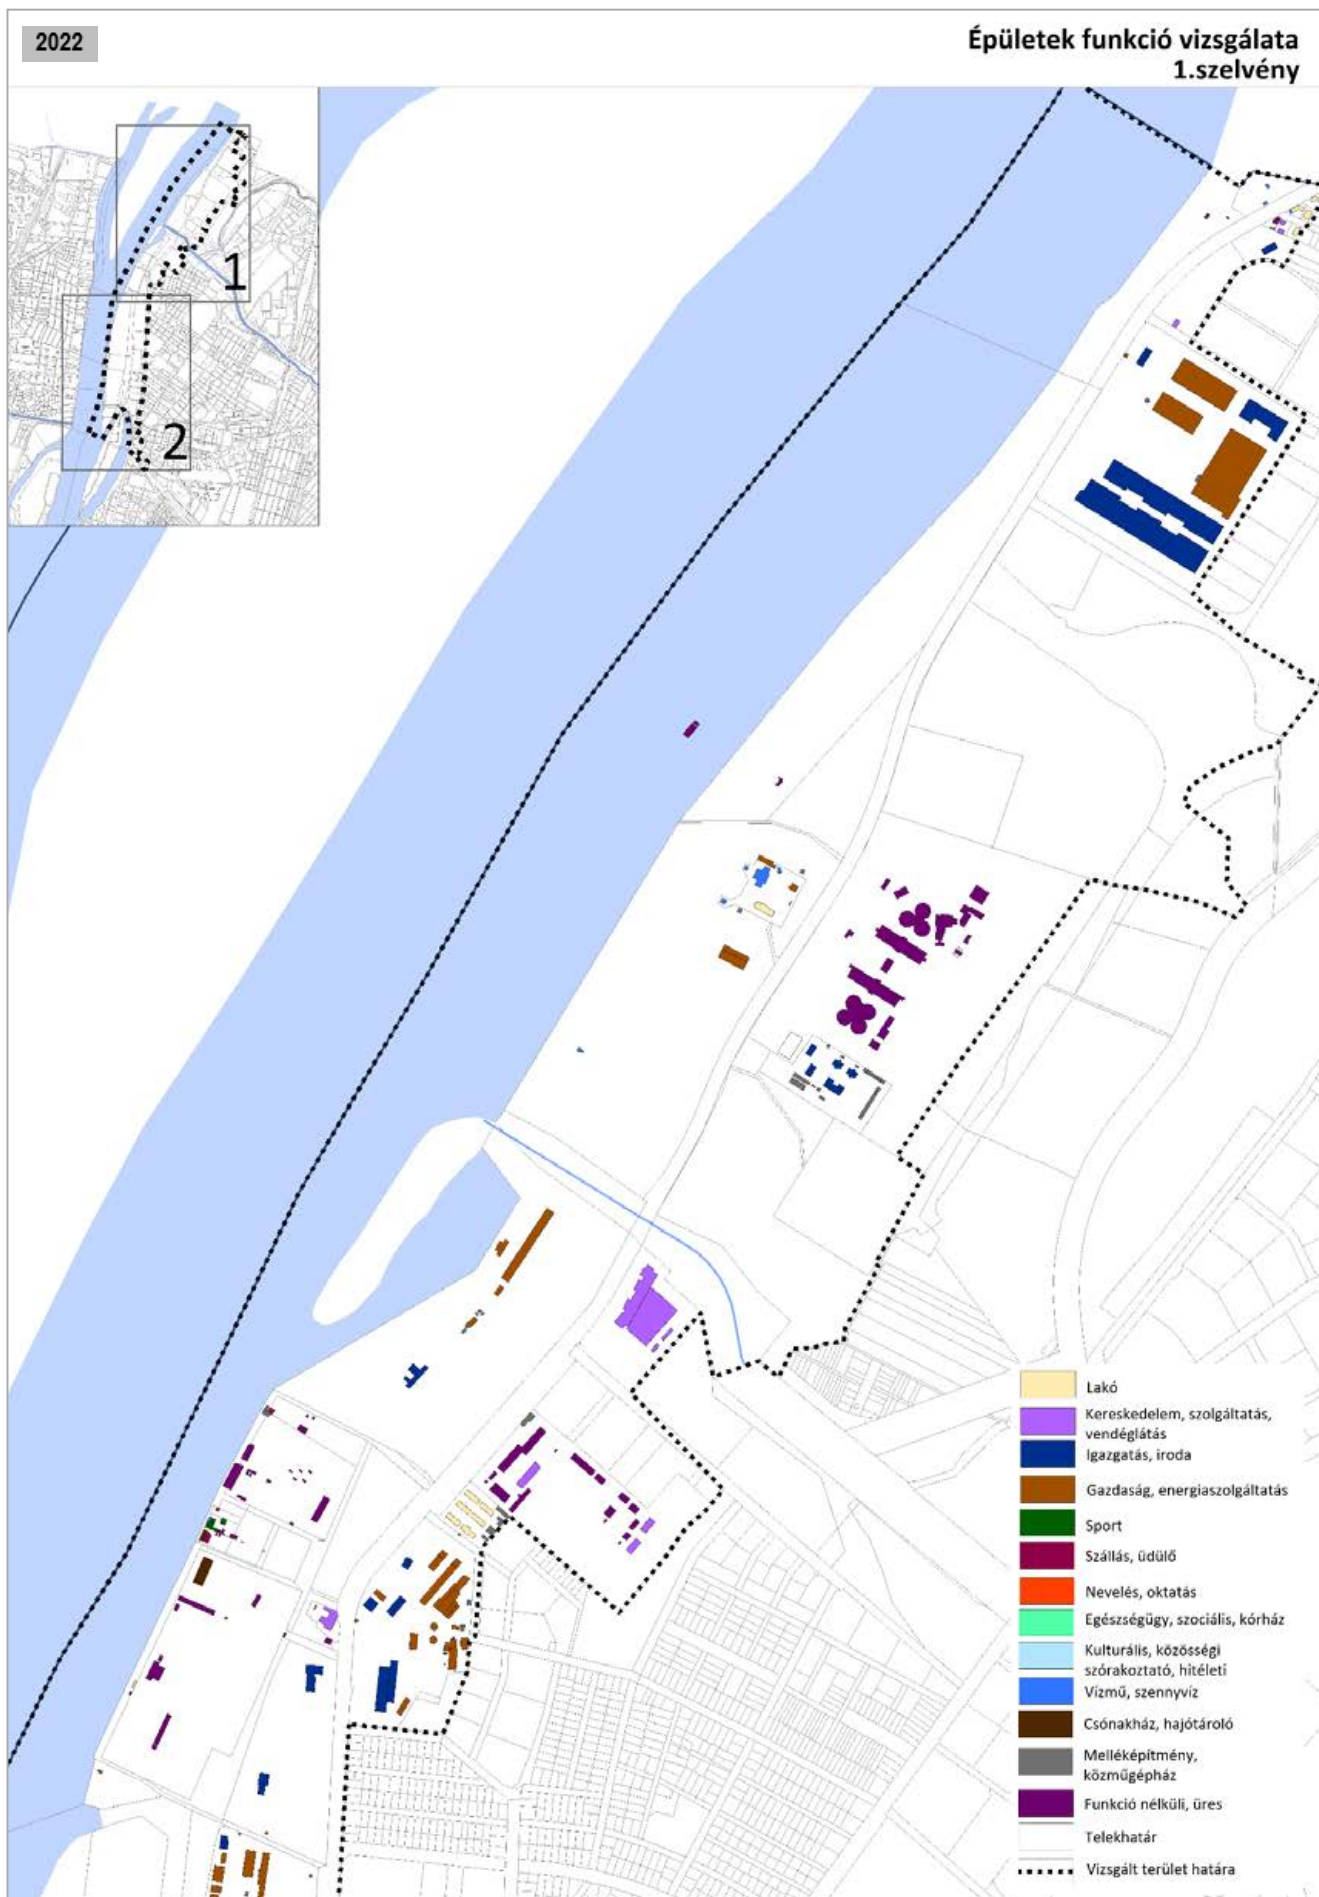 2022
Épületek funkció vizsgálata
1.szelvény
1
2
Lakó
Kereskedelem, szolgáltatás,
vendéglátás
Igazgatás, iroda
Gazdaság, energiaszolgáltatás
Sport
Szállás, üdülő
Nevelés, oktatás
Egészségügy, szociális, kórház
Kulturális, közösségi
szórakoztató, hitéleti
Vízmű, szennyvíz
Csónakház, hajótároló
Melléképítmény,
közműgépház
Funkció nélküli, üres
Telekhatár
Vizsgált terület határa